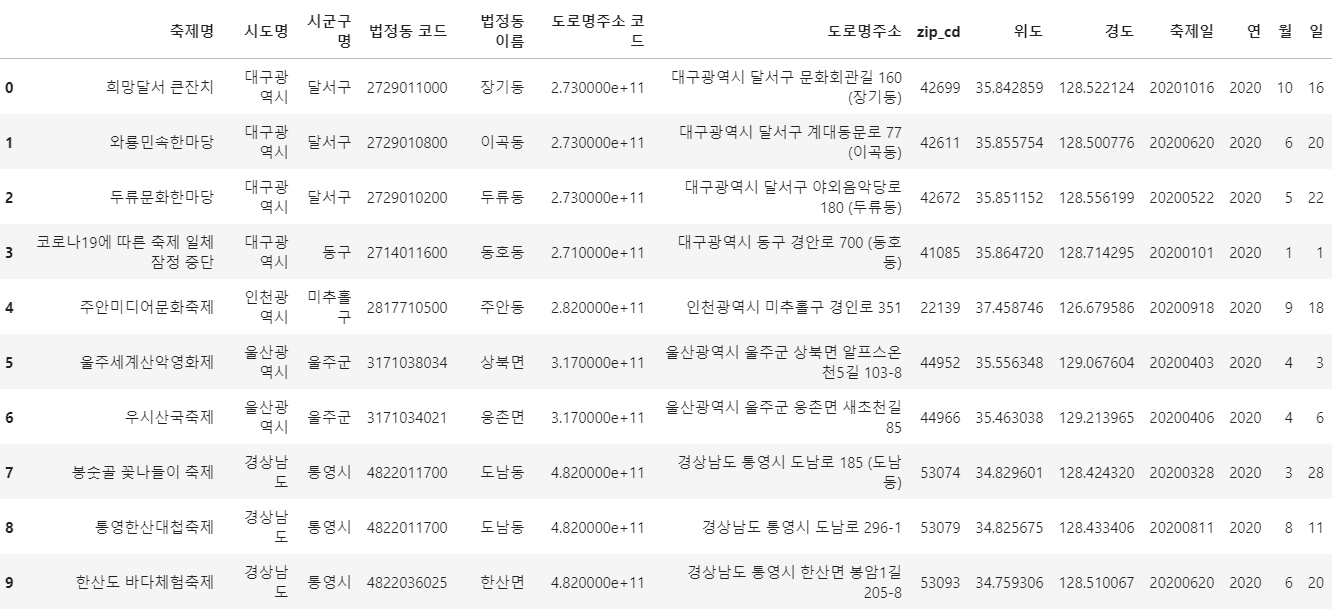 축제명 시도명 시군구명 법정동 코드 법정동 이름 도로명주소 코드 도로명주소 zip_cd 위도 경도 축제일 연 월 일
0 희망달서 큰잔치 대구광역시 달서구 2729011000 장기동 2.730000e+11 대구광역시 달서구 문화회관길 160 (장기동) 42699 35.842859 128.522124 20201016 2020 10 16
1 와룡민속한마당 대구광역시 달서구 2729010800 이곡동 2.730000e+11 대구광역시 달서구 계대동문로 77 (이곡동) 42611 35.855754 128.500776 20200620 2020 6 20
2 두류문화한마당 대구광역시 달서구 2729010200 두류동 2.730000e+11 대구광역시 달서구 야외음악당로 180 (두류동) 42672 35.851152 128.556199 20200522 2020 5 22
3 코로나19에 따른 축제 일체 잠정 중단 대구광역시 동구 2714011600 동호동 2.710000e+11 대구광역시 동구 경안로 700 (동호동) 41085 35.864720 128.714295 20200101 2020 1 1
4 주안미디어문화축제 인천광역시 미추홀구 2817710500 주안동 2.820000e+11 인천광역시 미추홀구 경인로 351 22139 37.458746 126.679586 20200918 2020 9 18
5 울주세계산악영화제 울산광역시 울주군 3171038034 상북면 3.170000e+11 울산광역시 울주군 상북면 알프스온천5길 103-8 44952 35.556348 129.067604 20200403 2020 4 3
6 우시산국축제 울산광역시 울주군 3171034021 웅촌면 3.170000e+11 울산광역시 울주군 웅촌면 새초천길 85 44966 35.463038 129.213965 20200406 2020 4 6
7 봉숫골 꽃나들이 축제 경상남도 통영시 4822011700 도남동 4.820000e+11 경상남도 통영시 도남로 185 (도남동) 53074 34.829601 128.424320 20200328 2020 3 28
8 통영한산대첩축제 경상남도 통영시 4822011700 도남동 4.820000e+11 경상남도 통영시 도남로 296-1 53079 34.825675 128.433406 20200811 2020 8 11
9 한산도 바다체험축제 경상남도 통영시 4822036025 한산면 4.820000e+11 경상남도 통영시 한산면 봉암1길 205-8 53093 34.759306 128.510067 20200620 2020 6 20